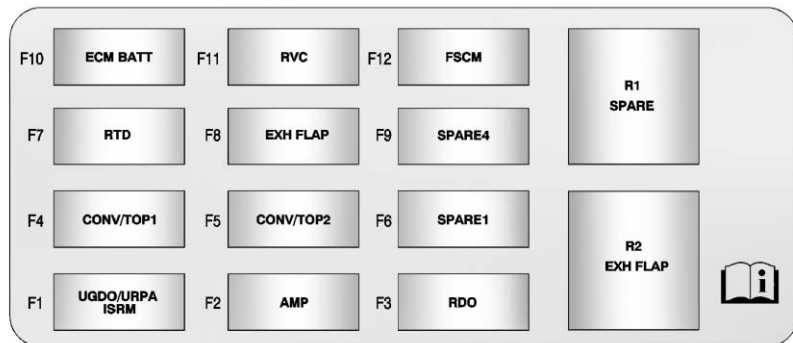 F10 ECM BATT F11 RVC F12 FSCM
R1
SPARE
F7 RTD F8 EXH FLAP F9 SPARE4
F4 CONV/TOP1 F5 CONV/TOP2 F6 SPARE1
R2
EXH FLAP
F1 UGDO/URPA
ISRM
F2 AMP F3 RDO
i